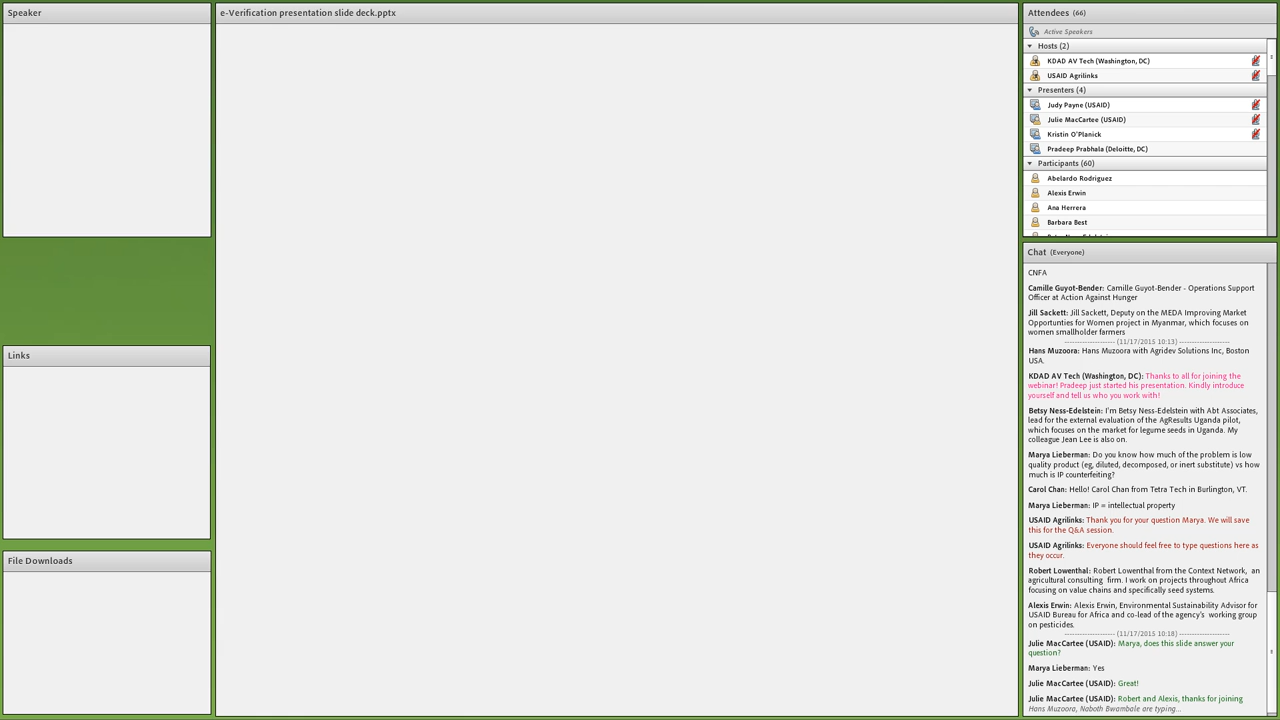 Speaker
e-Verification presentation slide deck.pptx
Attendees (66)
Active Speakers
Hosts (2)
KDAD AV Tech (Washington, DC)
USAID Agrilinks
Presenters (4)
Judy Payne (USAID)
Julie MacCartee (USAID)
Kristin O'Planick
Pradeep Prabhala (Deloitte, DC)
Participants (60)
Abelardo Rodriguez
Alexis Erwin
Ana Herrera
Barbara Best
Links
File Downloads
Chat (Everyone)
CNFA
Camille Guyot-Bender: Camille Guyot-Bender - Operations Support
Officer at Action Against Hunger
Jill Sackett: Jill Sackett, Deputy on the MEDA Improving Market
Opportunties for Women project in Myanmar, which focuses on
women smallholder farmers
(11/17/2015 10:13)
Hans Muzoora: Hans Muzoora with Agridev Solutions Inc, Boston
USA.
KDAD AV Tech (Washington, DC): Thanks to all for joining the
webinar! Pradeep just started his presentation. Kindly introduce
yourself and tell us who you work with!
Betsy Ness-Edelstein: I'm Betsy Ness-Edelstein with Abt Associates,
lead for the external evaluation of the AgResults Uganda pilot,
which focuses on the market for legume seeds in Uganda. My
colleague Jean Lee is also on.
Marya Lieberman: Do you know how much of the problem is low
quality product (eg, diluted, decomposed, or inert substitute) vs how
much is IP counterfeiting?
Carol Chan: Hello! Carol Chan from Tetra Tech in Burlington, VT.
Marya Lieberman: IP = intellectual property
USAID Agrilinks: Thank you for your question Marya. We will save
this for the Q&A session.
USAID Agrilinks: Everyone should feel free to type questions here as
they occur.
Robert Lowenthal: Robert Lowenthal from the Context Network, an
agricultural consulting firm. I work on projects throughout Africa
focusing on value chains and specifically seed systems.
Alexis Erwin: Alexis Erwin, Environmental Sustainability Advisor for
USAID Bureau for Africa and co-lead of the agency's working group
on pesticides.
(11/17/2015 10:18)
Julie MacCartee (USAID): Marya, does this slide answer your
question?
Marya Lieberman: Yes
Julie MacCartee (USAID): Great!
Julie MacCartee (USAID): Robert and Alexis, thanks for joining
Hans Muzoora, Naboth Bwambale are typing...